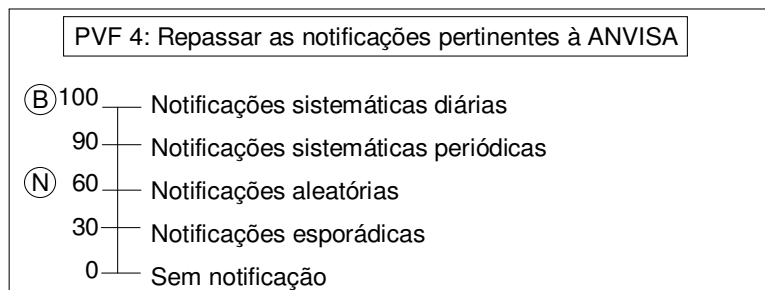 PVF 4: Repassar as notificações pertinentes à ANVISA
B 100 Notificações sistemáticas diárias
90 Notificações sistemáticas periódicas
N 60 Notificações aleatórias
30 Notificações esporádicas
0 Sem notificação